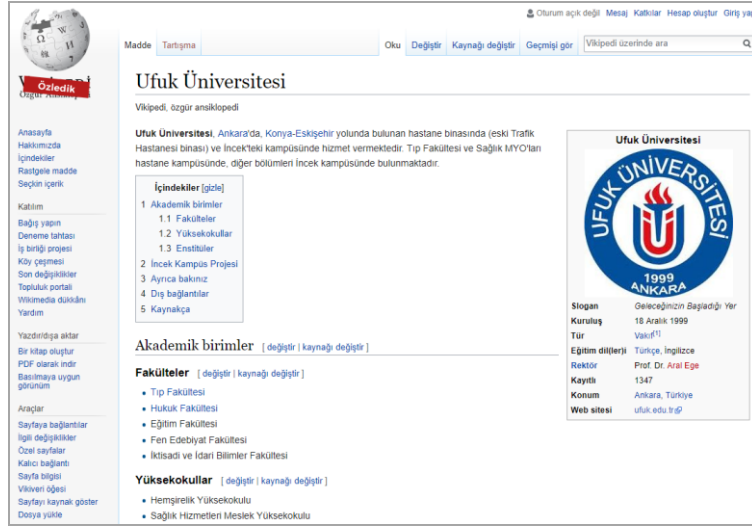 Oturum açık değil Mesaj Katkılar Hesap oluştur Giriş yap
Madde Tartışma Oku Değiştir Kaynağı değiştir Geçmişi gör Vikipedi üzerinde ara
Özledik
Ufuk Üniversitesi
Vikipedi, özgür ansiklopedi
Anasayfa
Hakkımızda
İçindekiler
Rastgele madde
Seçkin içerik
Katılım
Bağış yapın
Deneme tahtası
İş birliği projesi
Köy çeşmesi
Son değişiklikler
Topluluk portali
Wikimedia dükkânı
Yardım
Yazdır/dışa aktar
Bir kitap oluştur
PDF olarak indir
Basılmaya uygun
görünüm
Araçlar
Sayfaya bağlantılar
İlgili değişiklikler
Özel sayfalar
Kalıcı bağlantı
Sayfa bilgisi
Vikiveri öğesi
Sayfayı kaynak göster
Dosya yükle
Ufuk Üniversitesi, Ankara'da, Konya-Eskişehir yolunda bulunan hastane binasında (eski Trafik
Hastanesi binası) ve İncek'teki kampüsünde hizmet vermektedir. Tıp Fakültesi ve Sağlık MYO'ları
hastane kampüsünde, diğer bölümleri İncek kampüsünde bulunmaktadır.
İçindekiler [gizle]
1 Akademik birimler
1.1 Fakülteler
1.2 Yüksekokullar
1.3 Enstitüler
2 İncek Kampüs Projesi
3 Ayrıca bakınız
4 Dış bağlantılar
5 Kaynakça
Akademik birimler [ değiştir | kaynağı değiştir ]
Fakülteler [ değiştir | kaynağı değiştir ]
• Tıp Fakültesi
• Hukuk Fakültesi
• Eğitim Fakültesi
• Fen Edebiyat Fakültesi
• İktisadi ve İdari Bilimler Fakültesi
Yüksekokullar [ değiştir | kaynağı değiştir ]
• Hemşirelik Yüksekokulu
• Sağlık Hizmetleri Meslek Yüksekokulu
Ufuk Üniversitesi
UFUK ÜNİVERSİTESİ
1999
ANKARA
Slogan Geleceğinizin Başladığı Yer
Kuruluş 18 Aralık 1999
Tür Vakıf[1]
Eğitim dil(ler)i Türkçe, İngilizce
Rektör Prof. Dr. Aral Ege
Kayıtlı 1347
Konum Ankara, Türkiye
Web sitesi ufuk.edu.tr